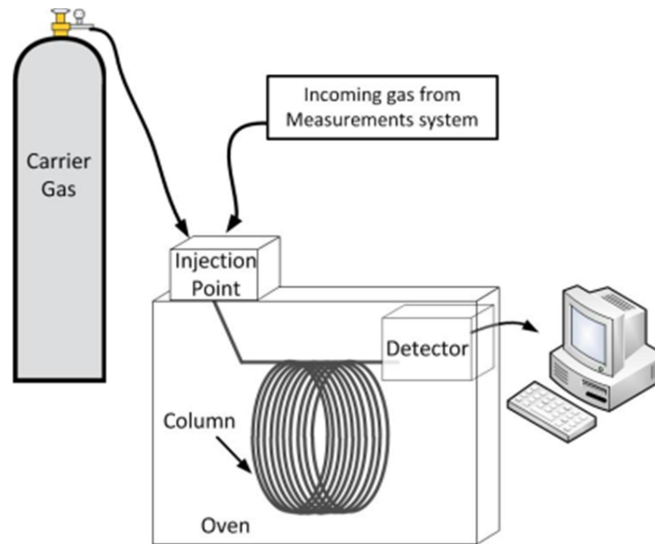 Carrier
Gas
Incoming gas from
Measurements system
Injection
Point
Detector
Column
Oven